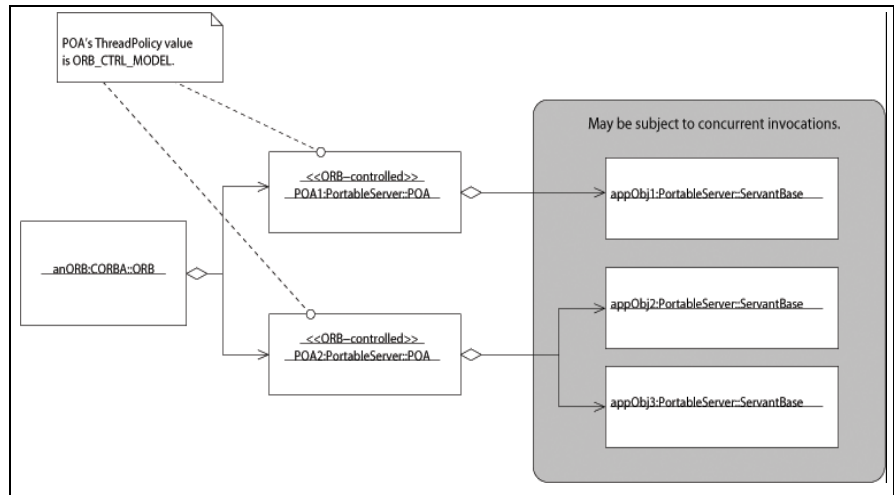 POA's ThreadPolicy value
is ORB_CTRL_MODEL.
May be subject to concurrent invocations.
<<ORB–controlled>>
POA1:PortableServer::POA
appObj1:PortableServer::ServantBase
anORB:CORBA::ORB
appObj2:PortableServer::ServantBase
<<ORB–controlled>>
POA2:PortableServer::POA
appObj3:PortableServer::ServantBase